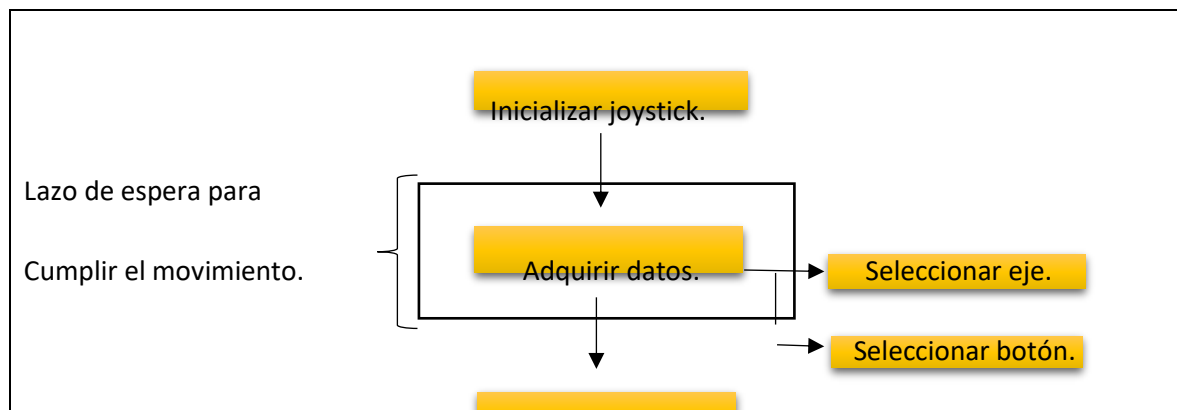 Inicializar joystick.
Lazo de espera para
Cumplir el movimiento.
Adquirir datos.
Seleccionar eje.
Seleccionar botón.